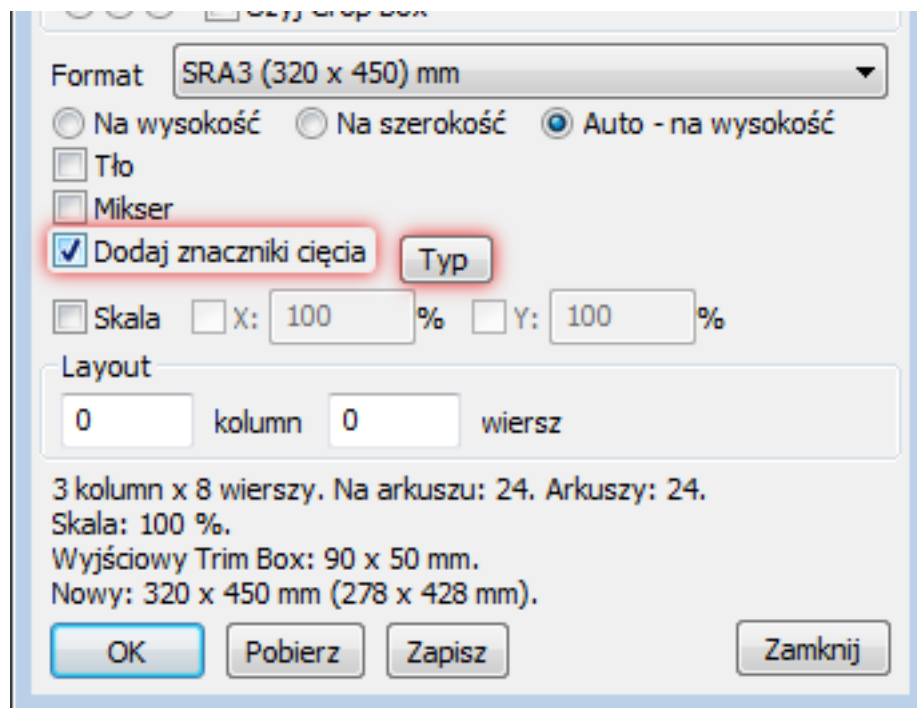 Crop Box
Format SRA3 (320 x 450) mm
Na wysokość Na szerokość Auto - na wysokość
Tło
Mikser
Dodaj znaczniki cięcia Typ
Skala X: 100 % Y: 100 %
Layout
0 kolumn 0 wiersz
3 kolumn x 8 wierszy. Na arkuszu: 24. Arkuszy: 24.
Skala: 100 %.
Wyjściowy Trim Box: 90 x 50 mm.
Nowy: 320 x 450 mm (278 x 428 mm).
OK Pobierz Zapisz Zamknij